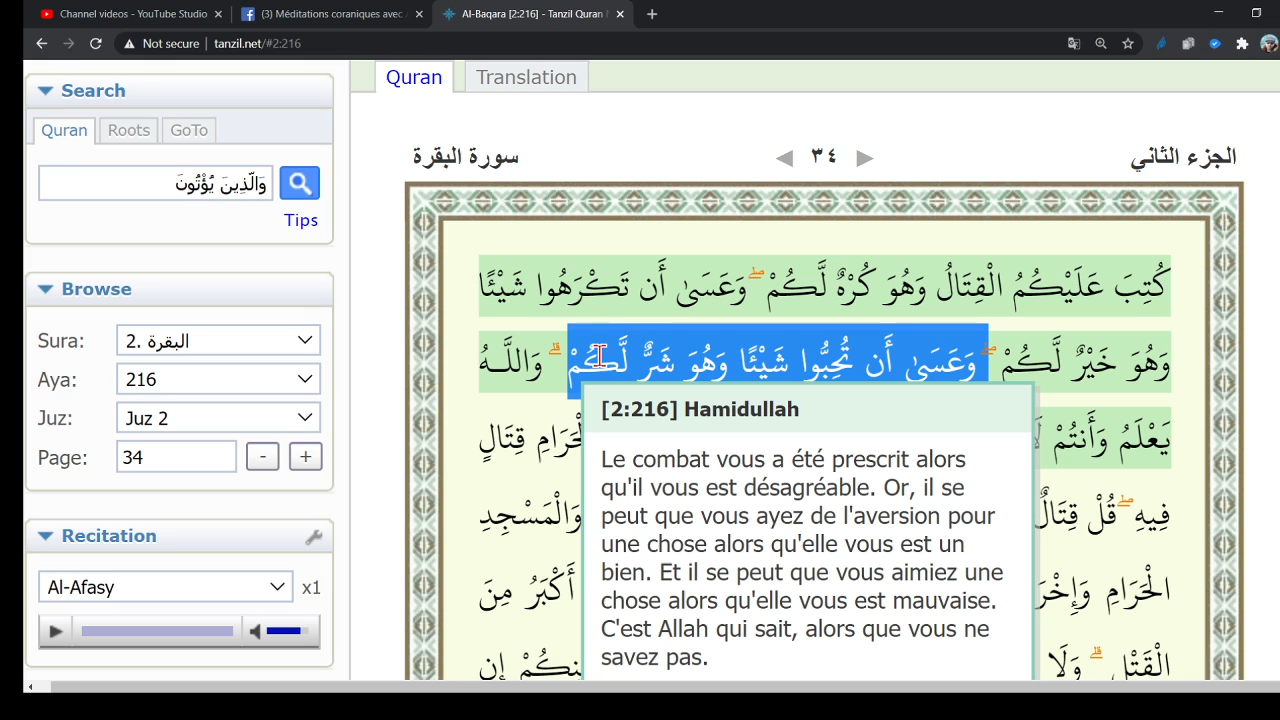 Channel videos - YouTube Studio
(3) Méditations coraniques avec
Al-Baqara [2:216] - Tanzil Quran
Not secure | tanzil.net/#2:216
Search
Quran Roots GoTo
وَالَّذِينَ يُؤْتُونَ
Tips
Browse
Sura: 2. البقرة
Aya: 216
Juz: Juz 2
Page: 34 - +
Recitation
Al-Afasy x1
Quran Translation
الجزء الثاني ٣٤ سورة البقرة
كُتِبَ عَلَيْكُمُ الْقِتَالُ وَهُوَ كُرْهٌ لَّكُمْ ۖ وَعَسَىٰ أَن تَكْرَهُوا شَيْئًا
وَهُوَ خَيْرٌ لَّكُمْ ۖ وَعَسَىٰ أَن تُحِبُّوا شَيْئًا وَهُوَ شَرٌّ لَّكُمْ ۗ وَاللَّهُ
يَعْلَمُ وَأَنتُمْ الْحَرَامِ قِتَالٍ
فِيهِ ۖ قُلْ قِتَالٌ وَالْمَسْجِدِ
الْحَرَامِ أَكْبَرُ مِنَ
الْقَتْلِ ۗ وَلَا إِن
[2:216] Hamidullah
Le combat vous a été prescrit alors
qu'il vous est désagréable. Or, il se
peut que vous ayez de l'aversion pour
une chose alors qu'elle vous est un
bien. Et il se peut que vous aimiez une
chose alors qu'elle vous est mauvaise.
C'est Allah qui sait, alors que vous ne
savez pas.